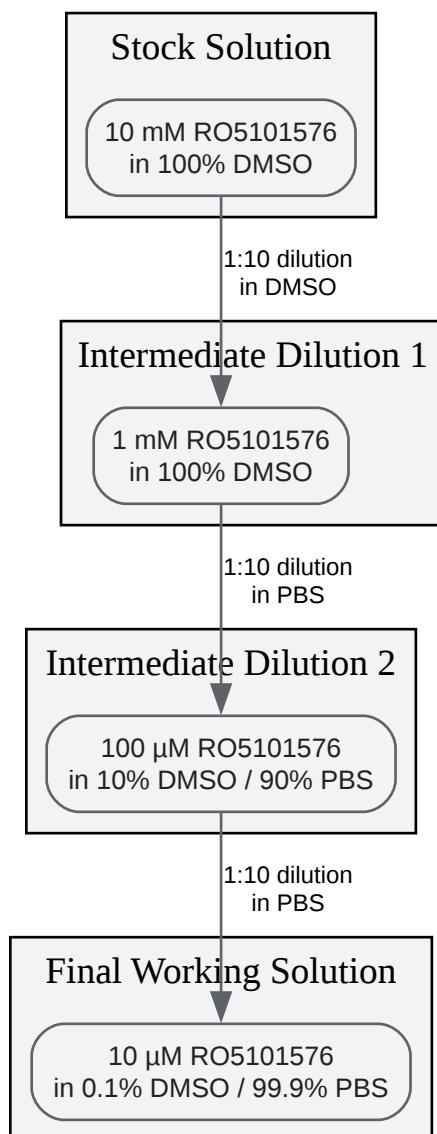 Stock Solution
10 mM RO5101576
in 100% DMSO
1:10 dilution
in DMSO
Intermediate Dilution 1
1 mM RO5101576
in 100% DMSO
1:10 dilution
in PBS
Intermediate Dilution 2
100 µM RO5101576
in 10% DMSO / 90% PBS
1:10 dilution
in PBS
Final Working Solution
10 µM RO5101576
in 0.1% DMSO / 99.9% PBS